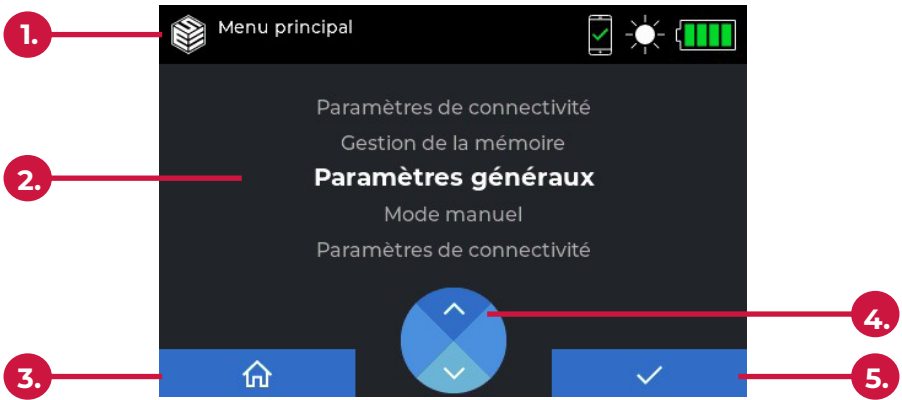 1.
Menu principal
Paramètres de connectivité
Gestion de la mémoire
2.
Paramètres généraux
Mode manuel
Paramètres de connectivité
4.
3.
5.